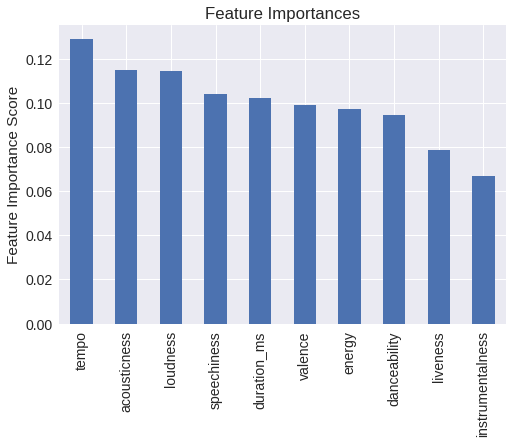 Feature Importances
Feature Importance Score
0.12
0.10
0.08
0.06
0.04
0.02
0.00
tempo
acousticness
loudness
speechiness
duration_ms
valence
energy
danceability
liveness
instrumentalness